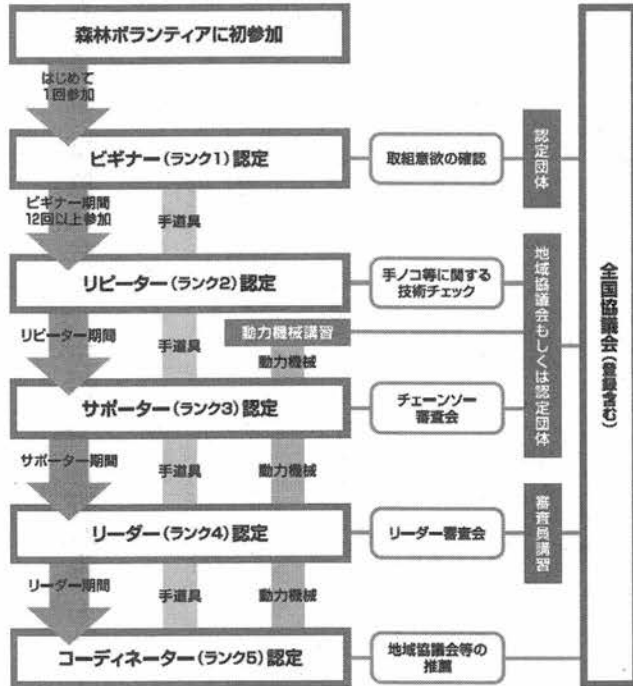 森林ボランティアに初参加
はじめて
1回参加
ビギナー(ランク1)認定
取組意欲の確認
認定団体
ビギナー期間
12回以上参加
手道具
リピーター(ランク2)認定
手ノコ等に関する
技術チェック
地域協議会もしくは認定団体
動力機械講習
リピーター期間
手道具
動力機械
サポーター(ランク3)認定
チェーンソー
審査会
サポーター期間
手道具
動力機械
リーダー(ランク4)認定
リーダー審査会
審査員講習
リーダー期間
手道具
動力機械
コーディネーター(ランク5)認定
地域協議会等の
推薦
全国協議会(登録含む)